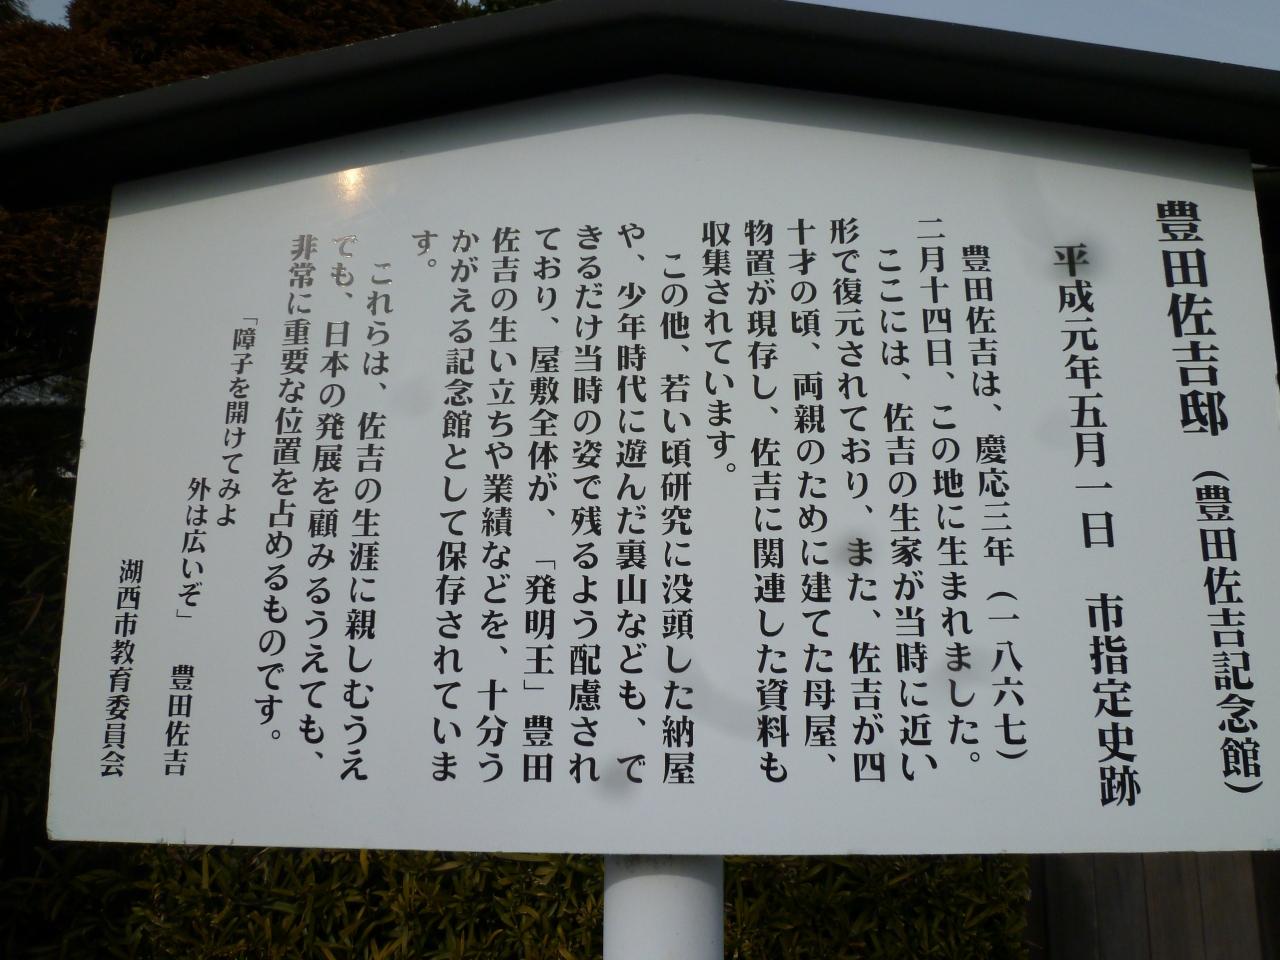 豊田佐吉邸 (豊田佐吉記念館)
平成元年五月一日 市指定史跡
豊田佐吉は、慶応三年(一八六七)
二月十四日、この地に生まれました。
ここには、佐吉の生家が当時に近い
形で復元されており、また、佐吉が四
十才の頃、両親のために建てた母屋、
物置が現存し、佐吉に関連した資料も
収集されています。
この他、若い頃研究に没頭した納屋
や、少年時代に遊んだ裏山なども、で
きるだけ当時の姿で残るよう配慮され
ており、屋敷全体が、「発明王」豊田
佐吉の生い立ちや業績などを、十分う
かがえる記念館として保存されていま
す。
これらは、佐吉の生涯に親しむうえ
でも、日本の発展を顧みるうえても、
非常に重要な位置を占めるものです。
「障子を開けてみよ
外は広いぞ」 豊田佐吉
湖西市教育委員会